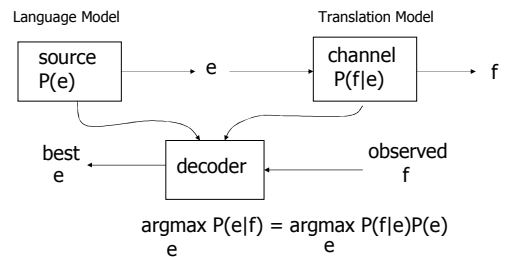 Language Model
Translation Model
source
P(e)
e
channel
P(f|e)
f
best
e
decoder
observed
f
argmax P(e|f) = argmax P(f|e)P(e)
e e